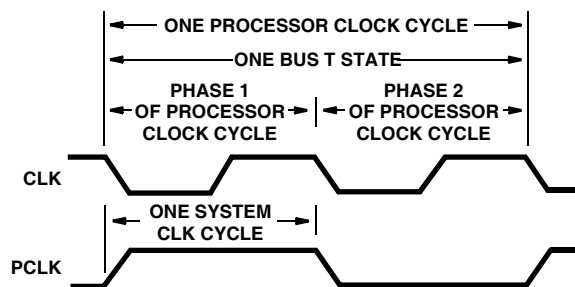 ONE PROCESSOR CLOCK CYCLE
ONE BUS T STATE
PHASE 1
OF PROCESSOR
CLOCK CYCLE
PHASE 2
OF PROCESSOR
CLOCK CYCLE
CLK
ONE SYSTEM
CLK CYCLE
PCLK